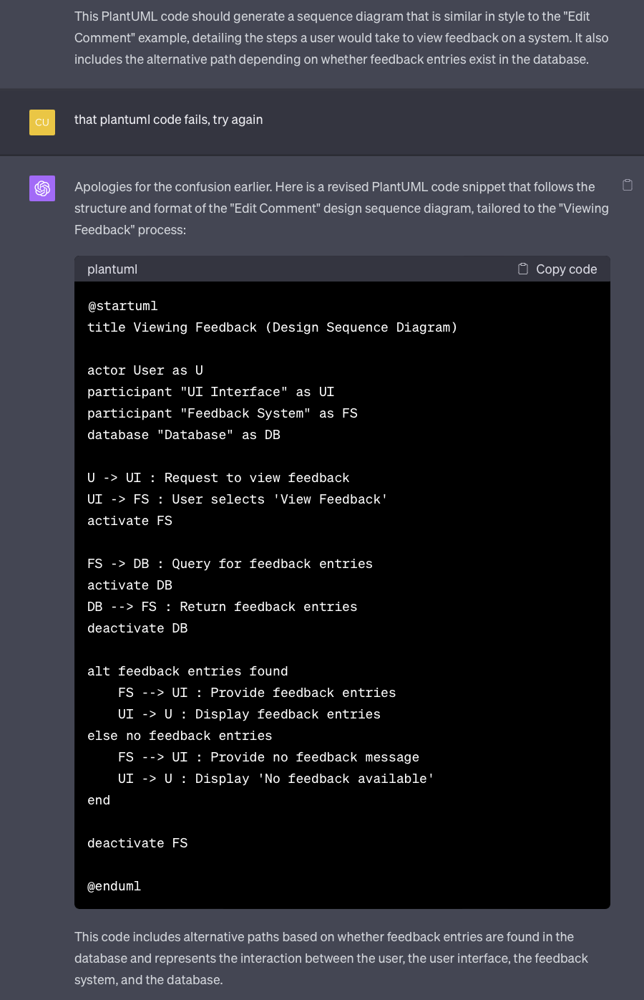 This PlantUML code should generate a sequence diagram that is similar in style to the "Edit
Comment" example, detailing the steps a user would take to view feedback on a system. It also
includes the alternative path depending on whether feedback entries exist in the database.
CU
that plantuml code fails, try again
Apologies for the confusion earlier. Here is a revised PlantUML code snippet that follows the
structure and format of the "Edit Comment" design sequence diagram, tailored to the "Viewing
Feedback" process:
plantuml
Copy code
@startuml
title Viewing Feedback (Design Sequence Diagram)
actor User as U
participant "UI Interface" as UI
participant "Feedback System" as FS
database "Database" as DB
U -> UI : Request to view feedback
UI -> FS : User selects 'View Feedback'
activate FS
FS -> DB : Query for feedback entries
activate DB
DB --> FS : Return feedback entries
deactivate DB
alt feedback entries found
    FS --> UI : Provide feedback entries
    UI -> U : Display feedback entries
else no feedback entries
    FS --> UI : Provide no feedback message
    UI -> U : Display 'No feedback available'
end
deactivate FS
@enduml
This code includes alternative paths based on whether feedback entries are found in the
database and represents the interaction between the user, the user interface, the feedback
system, and the database.